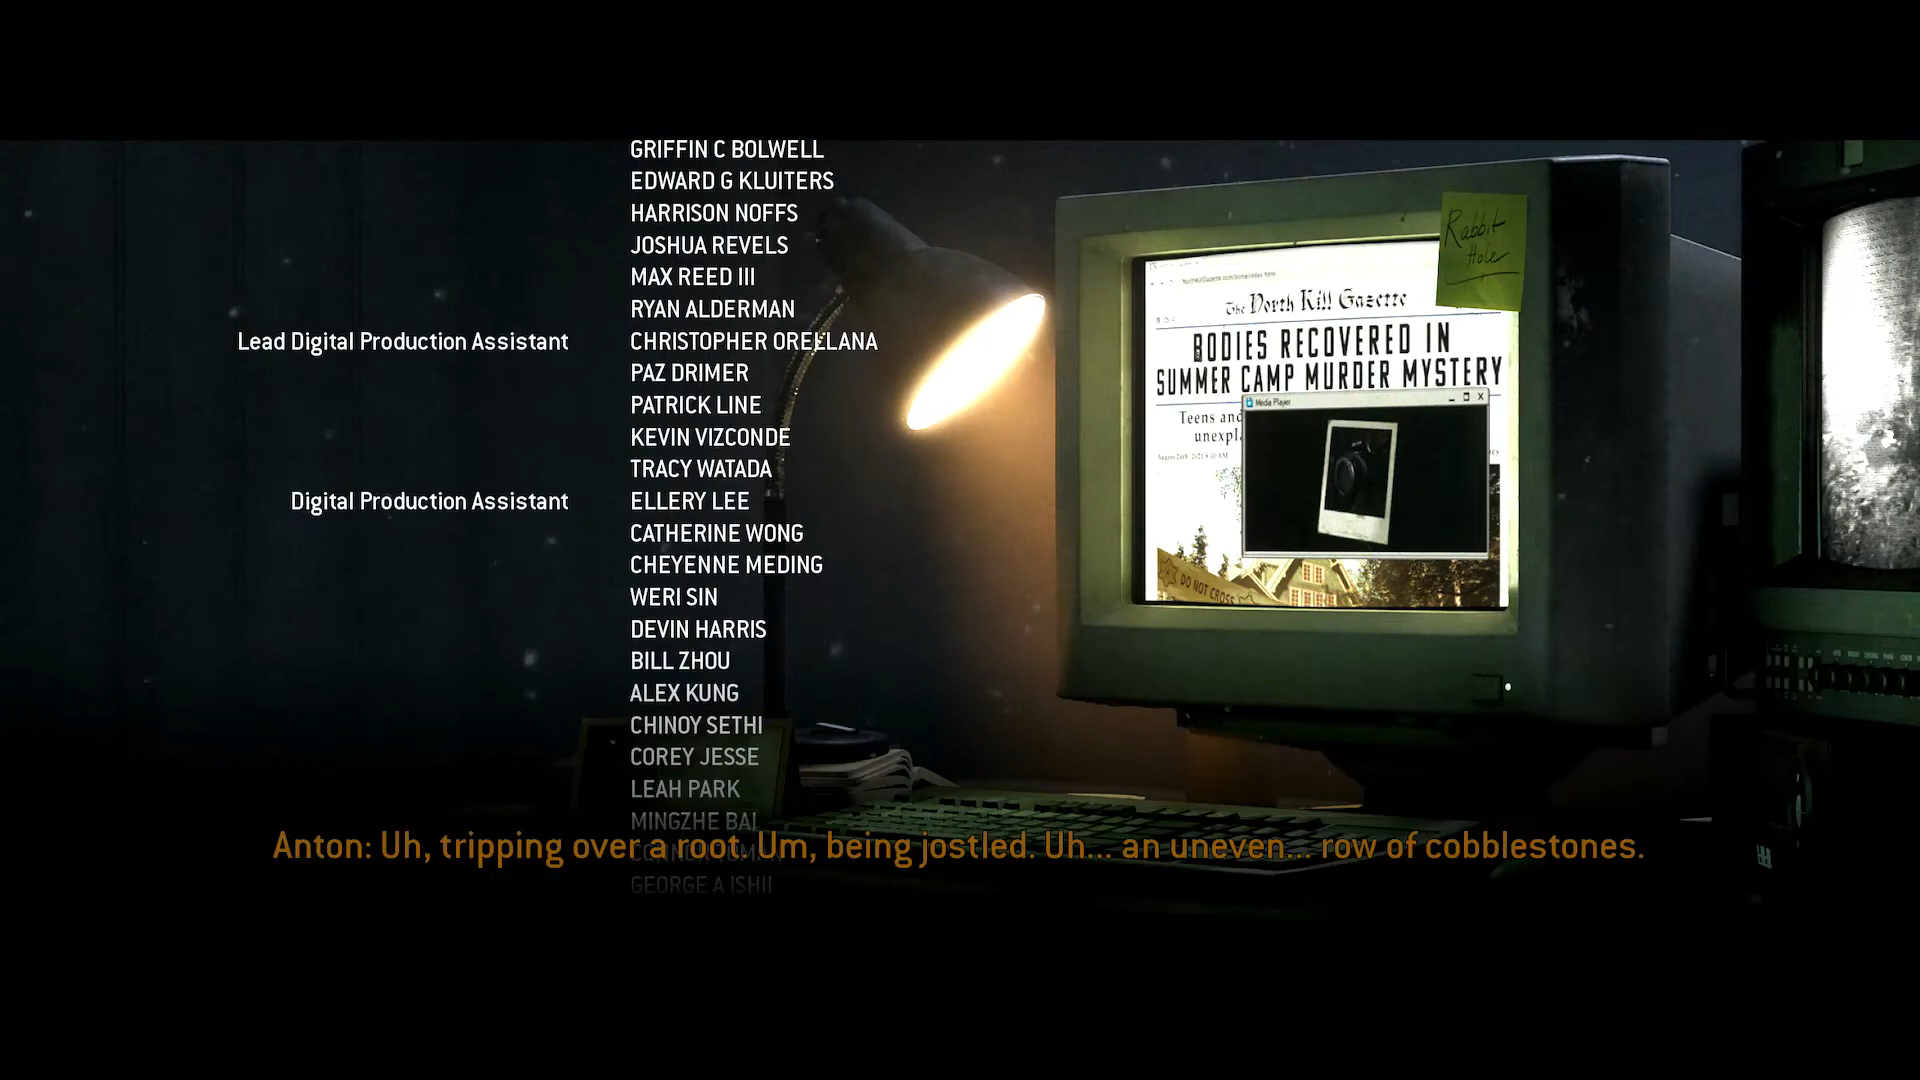 GRIFFIN C BOLWELL
EDWARD G KLUITERS
HARRISON NOFFS
JOSHUA REVELS
MAX REED III
RYAN ALDERMAN
Lead Digital Production Assistant CHRISTOPHER ORELLANA
PAZ DRIMER
PATRICK LINE
KEVIN VIZCONDE
TRACY WATADA
Digital Production Assistant ELLERY LEE
CATHERINE WONG
CHEYENNE MEDING
WERI SIN
DEVIN HARRIS
BILL ZHOU
ALEX KUNG
CHINOY SETHI
COREY JESSE
LEAH PARK
MINGZHE BAI
GEORGE A ISHII
Anton: Uh, tripping over a root. Um, being jostled. Uh... an uneven... row of cobblestones.
Rabbit
Hole
The North Kill Gazette
BODIES RECOVERED IN
SUMMER CAMP MURDER MYSTERY
Teens and
Media Player
DO NOT CROSS